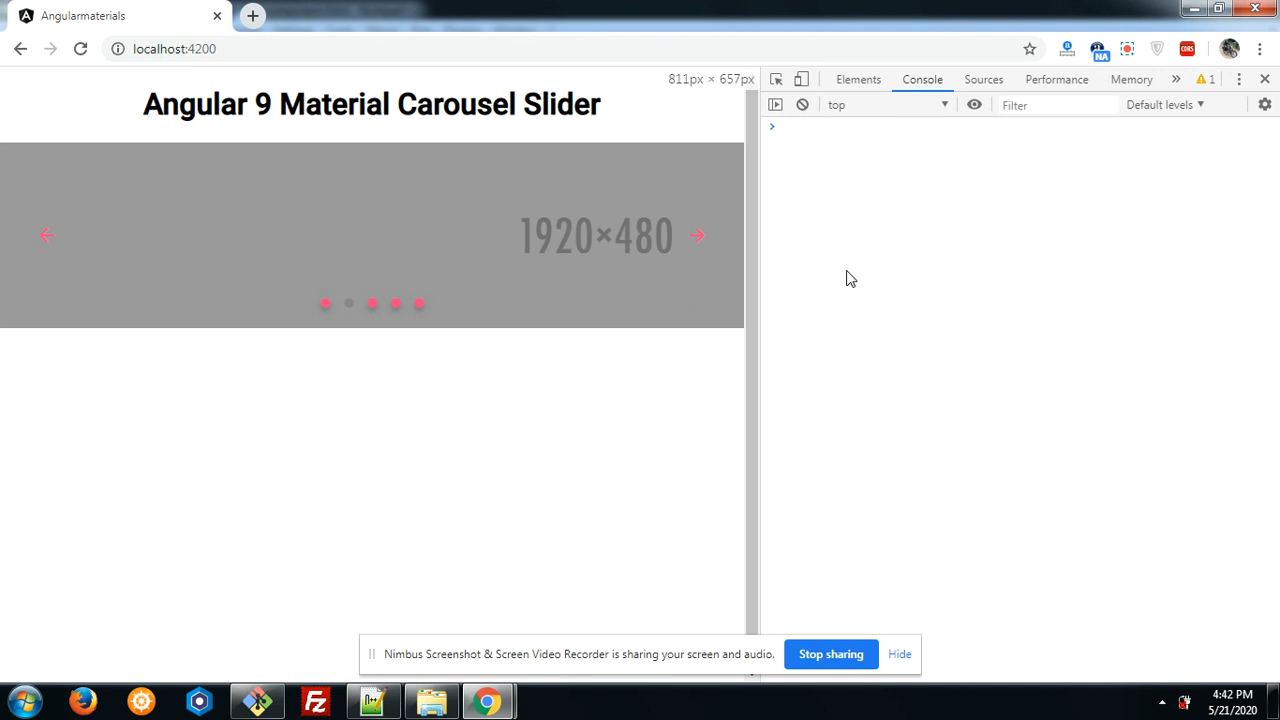 Angularmaterials
localhost:4200
NA
CORS
811px × 657px
Elements
Console
Sources
Performance
Memory
1
top
Filter
Default levels
Angular 9 Material Carousel Slider
1920×480
Nimbus Screenshot & Screen Video Recorder is sharing your screen and audio.
Stop sharing
Hide
4:42 PM
5/21/2020